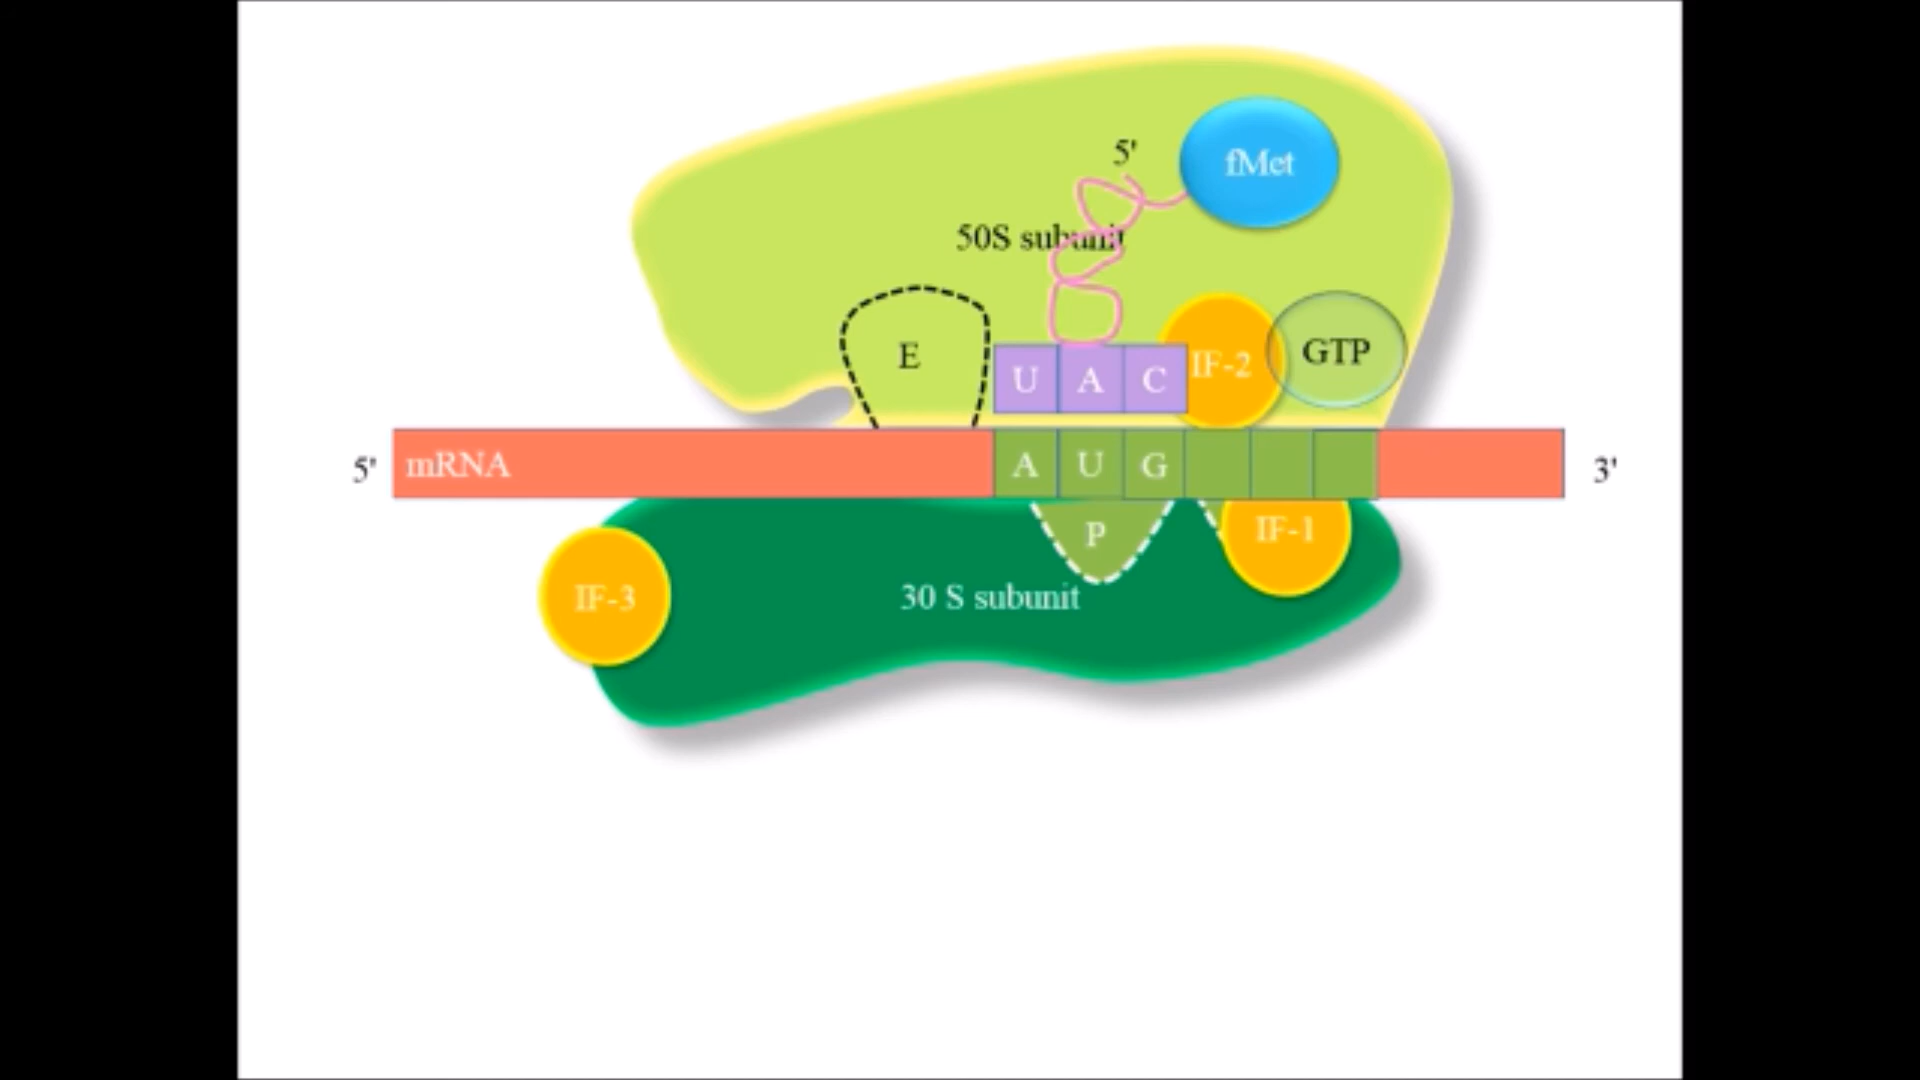 fMet
5'
50S subunit
E
U A C
IF-2
GTP
5'
mRNA
A U G
3'
P
IF-1
IF-3
30 S subunit